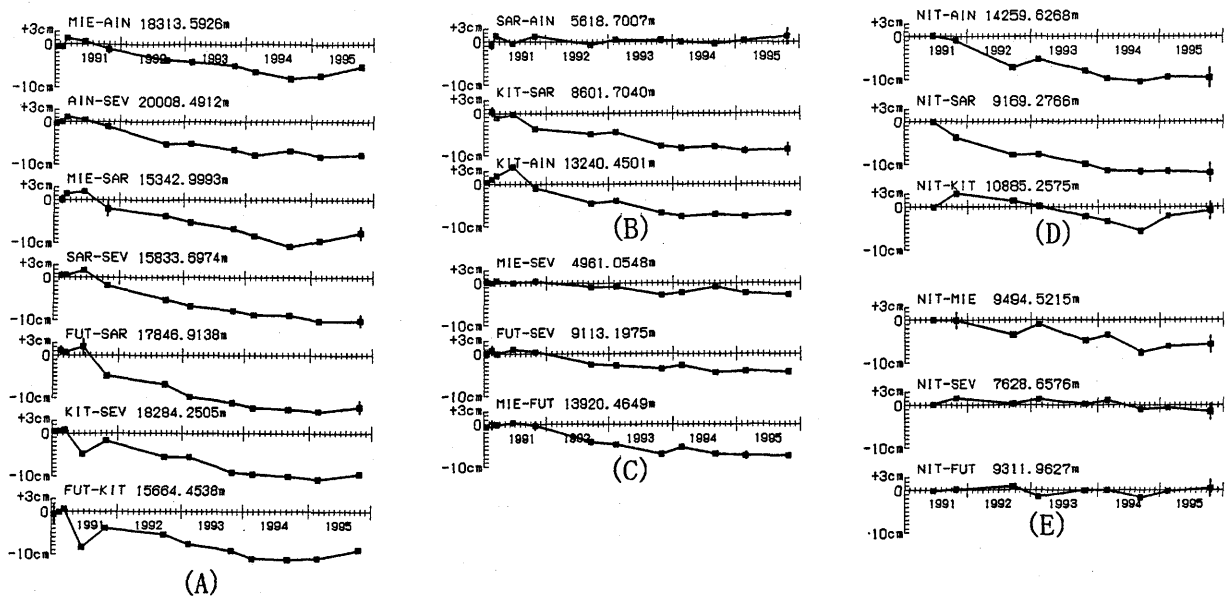 +3cm
MIE-AIN 18313.5926m
0
1991 1992 1993 1994 1995
-10cm
+3cm
AIN-SEV 20008.4912m
0
-10cm
+3cm
MIE-SAR 15342.9993m
0
-10cm
+3cm
SAR-SEV 15833.6974m
0
-10cm
+3cm
FUT-SAR 17846.9138m
0
-10cm
+3cm
KIT-SEV 18284.2505m
0
-10cm
+3cm
FUT-KIT 15664.4538m
0
1991 1992 1993 1994 1995
-10cm
(A)
+3cm
SAR-AIN 5618.7007m
0
1991 1992 1993 1994 1995
-10cm
+3cm
KIT-SAR 8601.7040m
0
-10cm
+3cm
KIT-AIN 13240.4501m
0
-10cm
(B)
MIE-SEV 4961.0548m
+3cm
0
-10cm
FUT-SEV 9113.1975m
+3cm
0
-10cm
MIE-FUT 13920.4649m
+3cm
0
1991 1992 1993 1994 1995
-10cm
(C)
NIT-AIN 14259.6268m
+3cm
0
1991 1992 1993 1994 1995
-10cm
NIT-SAR 9169.2766m
+3cm
0
-10cm
NIT-KIT 10885.2575m
+3cm
0
-10cm
(D)
NIT-MIE 9494.5215m
+3cm
0
-10cm
NIT-SEV 7628.6576m
+3cm
0
-10cm
NIT-FUT 9311.9627m
+3cm
0
1991 1992 1993 1994 1995
-10cm
(E)